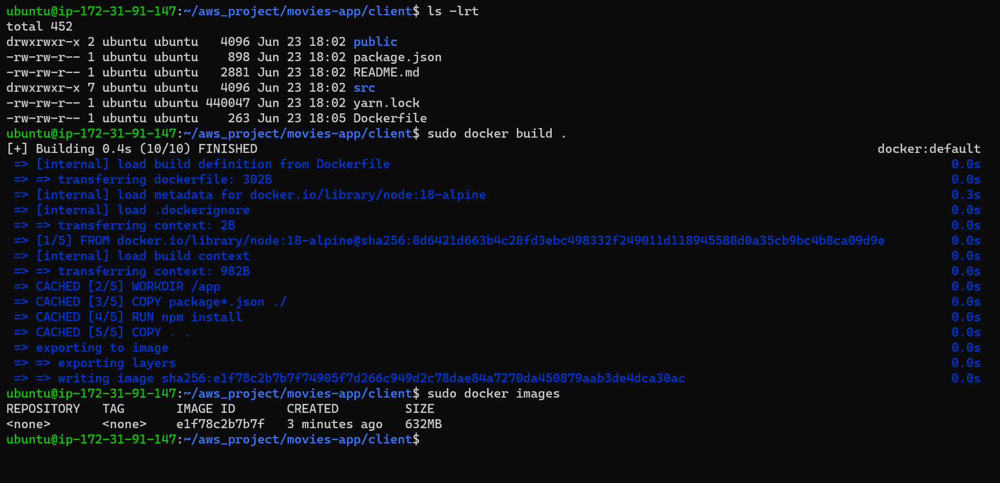 ubuntu@ip-172-31-91-147:~/aws_project/movies-app/client$ ls -lrt
total 452
drwxrwxr-x 2 ubuntu ubuntu   4096 Jun 23 18:02 public
-rw-rw-r-- 1 ubuntu ubuntu    898 Jun 23 18:02 package.json
-rw-rw-r-- 1 ubuntu ubuntu   2881 Jun 23 18:02 README.md
drwxrwxr-x 7 ubuntu ubuntu   4096 Jun 23 18:02 src
-rw-rw-r-- 1 ubuntu ubuntu 440047 Jun 23 18:02 yarn.lock
-rw-rw-r-- 1 ubuntu ubuntu    263 Jun 23 18:05 Dockerfile
ubuntu@ip-172-31-91-147:~/aws_project/movies-app/client$ sudo docker build .
[+] Building 0.4s (10/10) FINISHED docker:default
 => [internal] load build definition from Dockerfile 0.0s
 => => transferring dockerfile: 302B 0.0s
 => [internal] load metadata for docker.io/library/node:18-alpine 0.3s
 => [internal] load .dockerignore 0.0s
 => => transferring context: 2B 0.0s
 => [1/5] FROM docker.io/library/node:18-alpine@sha256:8d6421d663b4c28fd3ebc498332f249011d118945588d0a35cb9bc4b8ca09d9e 0.0s
 => [internal] load build context 0.0s
 => => transferring context: 982B 0.0s
 => CACHED [2/5] WORKDIR /app 0.0s
 => CACHED [3/5] COPY package*.json ./ 0.0s
 => CACHED [4/5] RUN npm install 0.0s
 => CACHED [5/5] COPY . . 0.0s
 => exporting to image 0.0s
 => => exporting layers 0.0s
 => => writing image sha256:e1f78c2b7b7f74905f7d266c949d2c78dae84a7270da450879aab3de4dca30ac 0.0s
ubuntu@ip-172-31-91-147:~/aws_project/movies-app/client$ sudo docker images
REPOSITORY   TAG       IMAGE ID       CREATED         SIZE
<none>       <none>    e1f78c2b7b7f   3 minutes ago   632MB
ubuntu@ip-172-31-91-147:~/aws_project/movies-app/client$